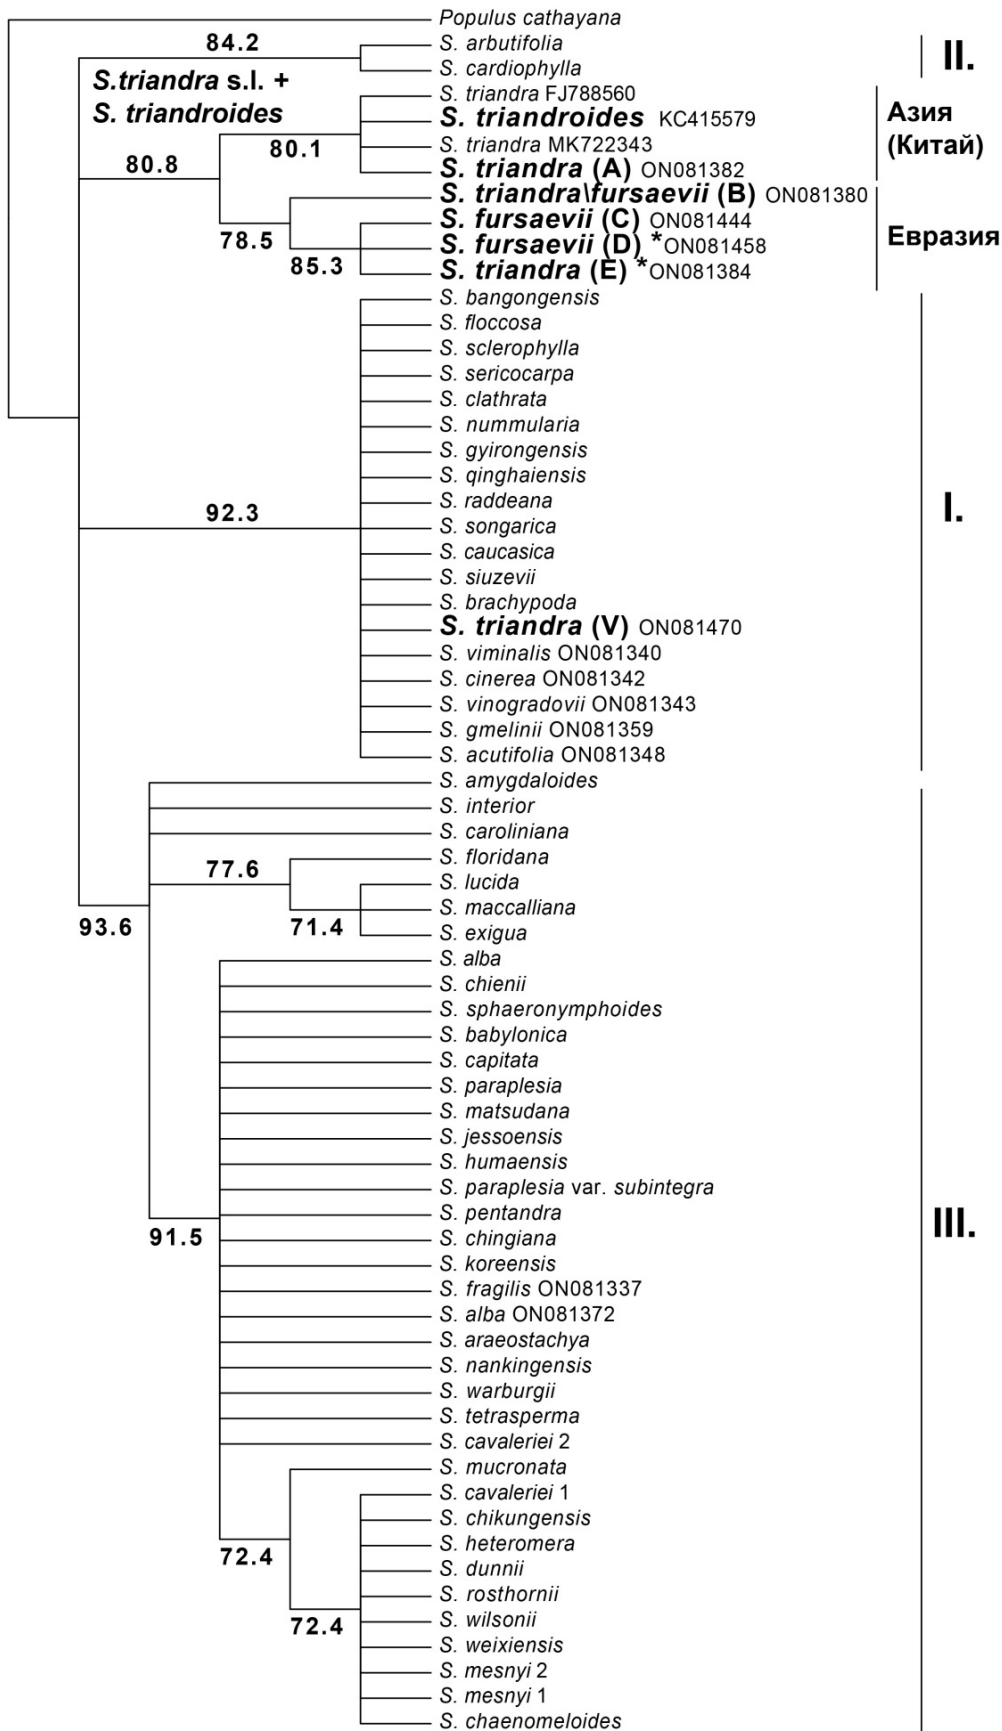 Populus cathayana
84.2
S. arbutifolia
II.
S. cardiophylla
S.triandra s.l. +
S. triandroides
S. triandra FJ788560
Азия
(Китай)
S. triandroides KC415579
80.1
S. triandra MK722343
80.8
S. triandra (A) ON081382
S. triandra\fursaevii (B) ON081380
S. fursaevii (C) ON081444
78.5
Евразия
S. fursaevii (D) *ON081458
85.3
S. triandra (E) *ON081384
S. bangongensis
S. floccosa
S. sclerophylla
S. sericocarpa
S. clathrata
S. nummularia
S. gyirongensis
S. qinghaiensis
S. raddeana
I.
92.3
S. songarica
S. caucasica
S. siuzevii
S. brachypoda
S. triandra (V) ON081470
S. viminalis ON081340
S. cinerea ON081342
S. vinogradovii ON081343
S. gmelinii ON081359
S. acutifolia ON081348
S. amygdaloides
S. interior
S. caroliniana
S. floridana
77.6
S. lucida
S. maccalliana
93.6
71.4
S. exigua
S. alba
S. chienii
S. sphaeronymphoides
S. babylonica
S. capitata
S. paraplesia
S. matsudana
S. jessoensis
S. humaensis
S. paraplesia var. subintegra
S. pentandra
III.
91.5
S. chingiana
S. koreensis
S. fragilis ON081337
S. alba ON081372
S. araeostachya
S. nankingensis
S. warburgii
S. tetrasperma
S. cavaleriei 2
S. mucronata
S. cavaleriei 1
S. chikungensis
S. heteromera
72.4
S. dunnii
S. rosthornii
S. wilsonii
72.4
S. weixiensis
S. mesnyi 2
S. mesnyi 1
S. chaenomeloides